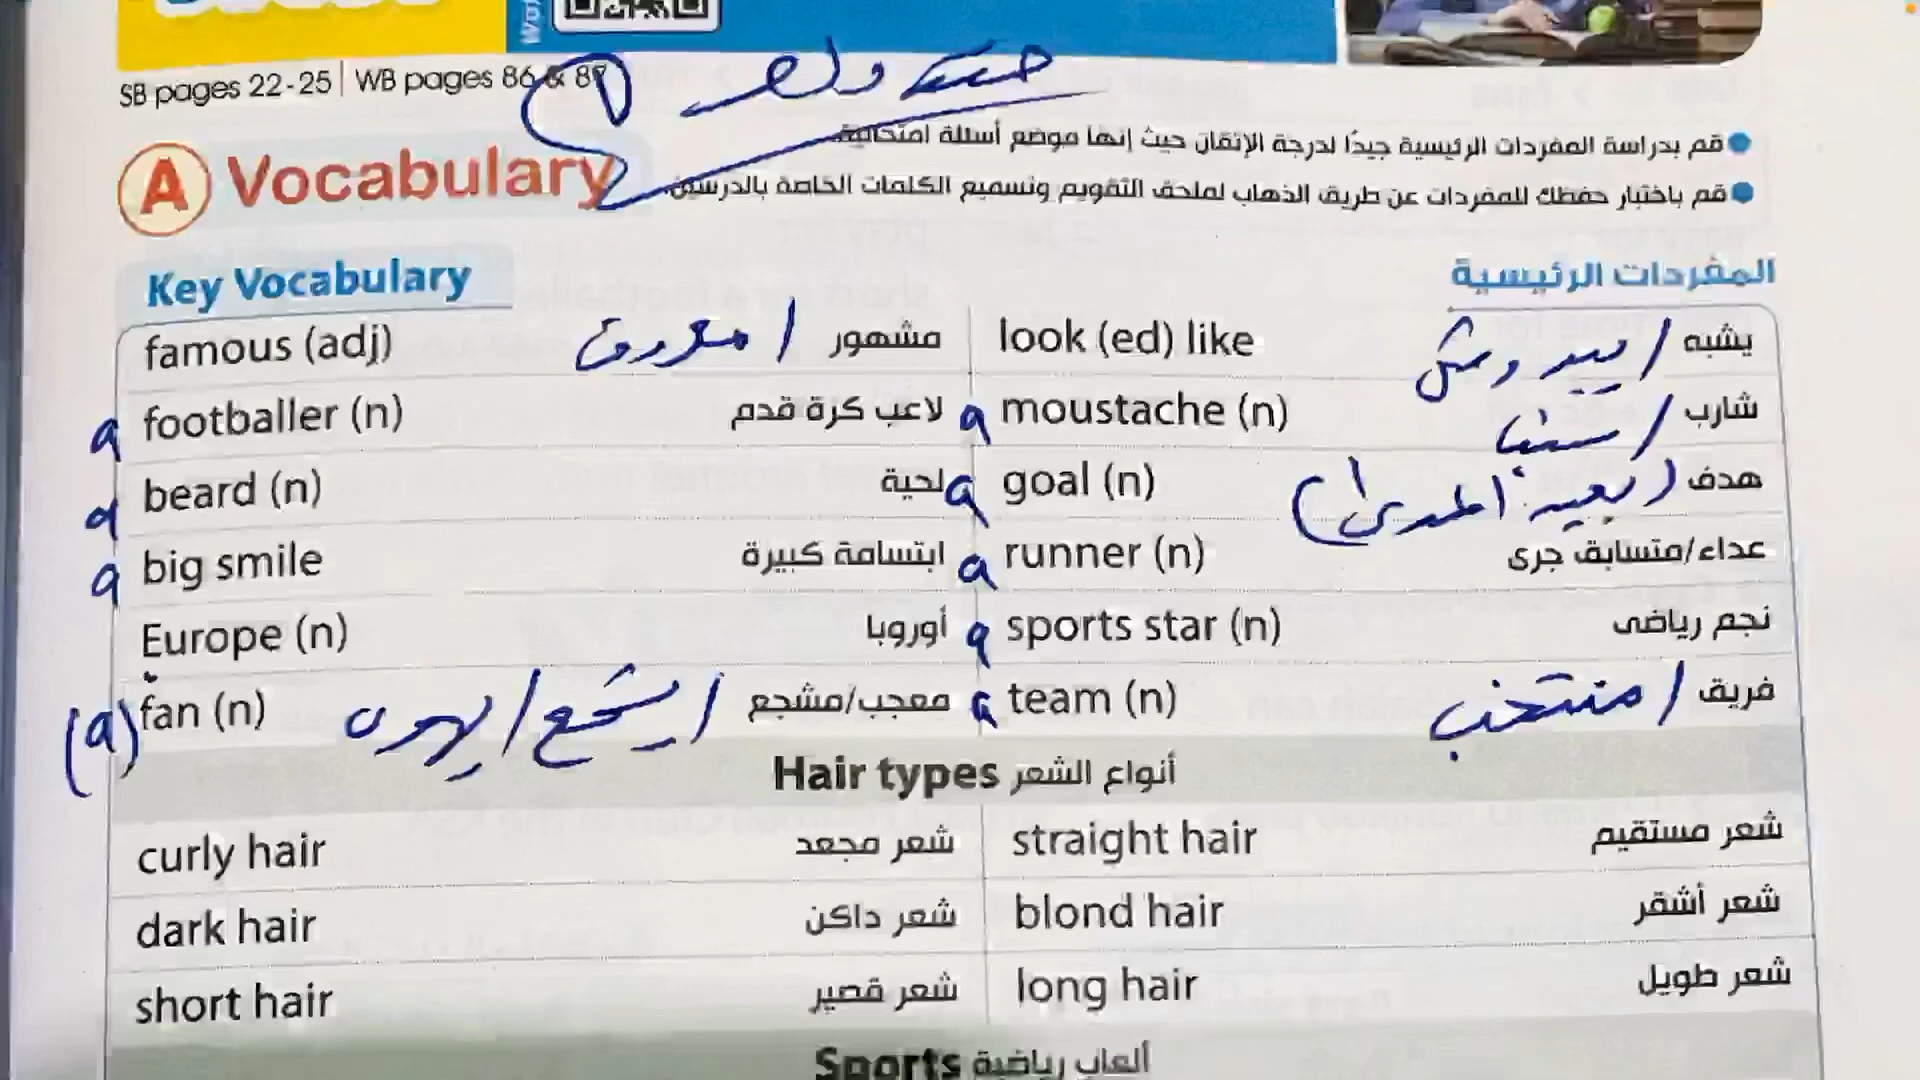 SB pages 22-25 | WB pages 86 & 87
قم بدراسة المفردات الرئيسية جيدًا لدرجة الإتقان حيث إنها موضع أسئلة امتحانية.
A Vocabulary
قم باختبار حفظك للمفردات عن طريق الذهاب لملحق التقويم وتسميع الكلمات الخاصة بالدرسين
Key Vocabulary المفردات الرئيسية
famous (adj) مشهور / معروف look (ed) like يشبه /
a footballer (n) لاعب كرة قدم a moustache (n) شارب /
a beard (n) لحية a goal (n) هدف (بعيد المدى)
a big smile ابتسامة كبيرة a runner (n) عداء/متسابق جرى
Europe (n) أوروبا a sports star (n) نجم رياضى
(a) fan (n) معجب/مشجع / يشجع / a team (n) فريق / منتخب
Hair types أنواع الشعر
curly hair شعر مجعد straight hair شعر مستقيم
dark hair شعر داكن blond hair شعر أشقر
short hair شعر قصير long hair شعر طويل
Sports ألعاب رياضية